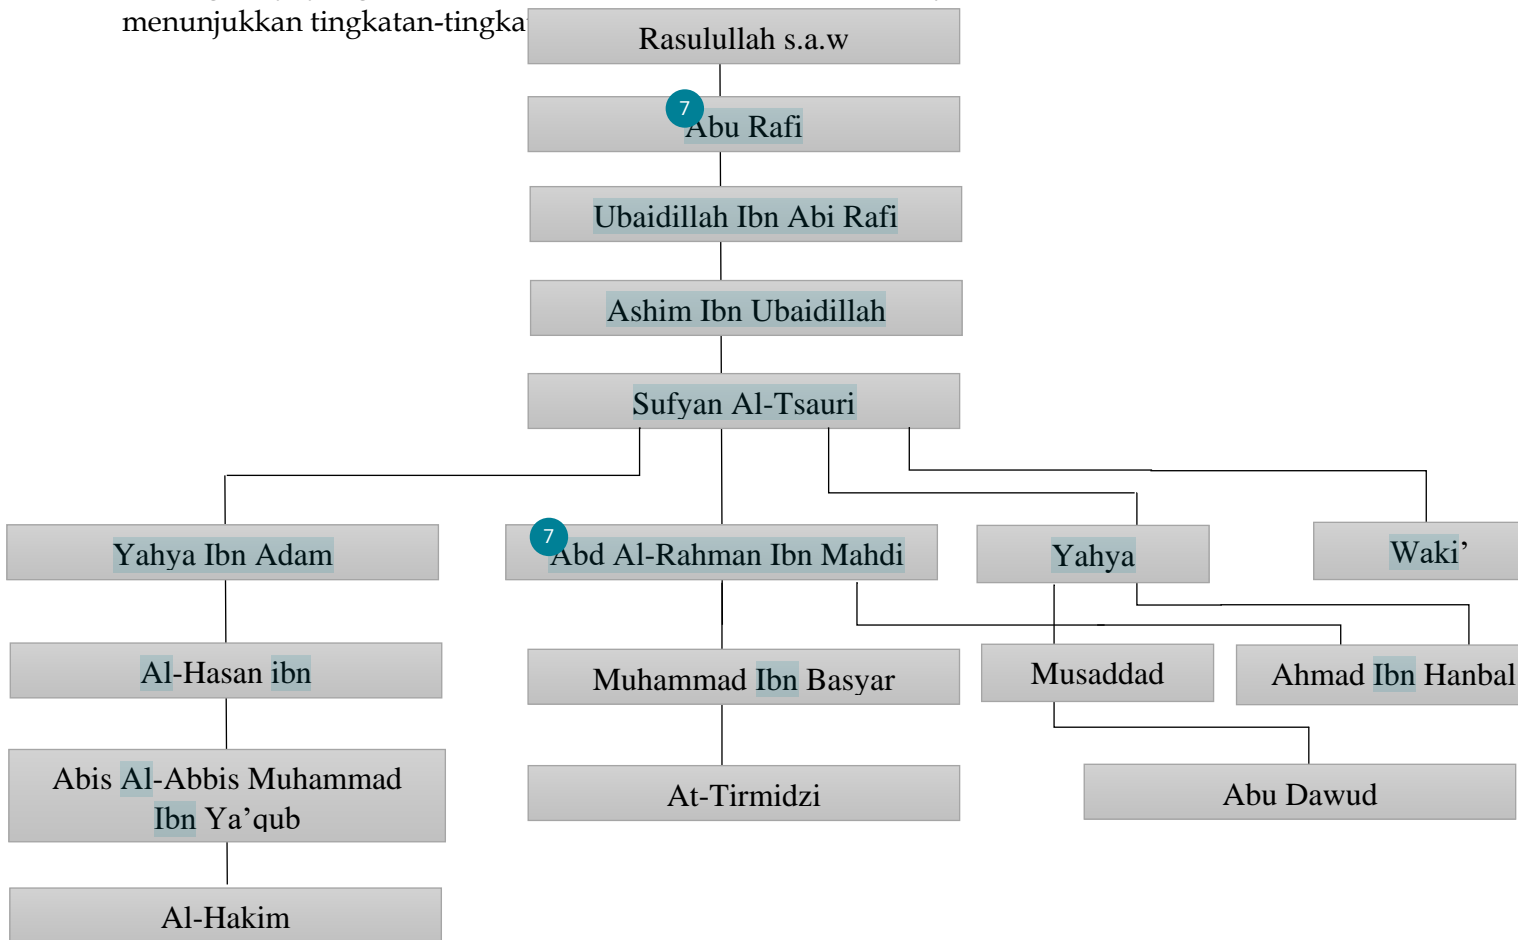 menunjukkan tingkatan-tingka
Rasulullah s.a.w
7
Abu Rafi
Ubaidillah Ibn Abi Rafi
Ashim Ibn Ubaidillah
Sufyan Al-Tsauri
Yahya Ibn Adam
7
Abd Al-Rahman Ibn Mahdi
Yahya
Waki’
Al-Hasan ibn
Muhammad Ibn Basyar
Musaddad
Ahmad Ibn Hanbal
Abis Al-Abbis Muhammad
Ibn Ya’qub
At-Tirmidzi
Abu Dawud
Al-Hakim